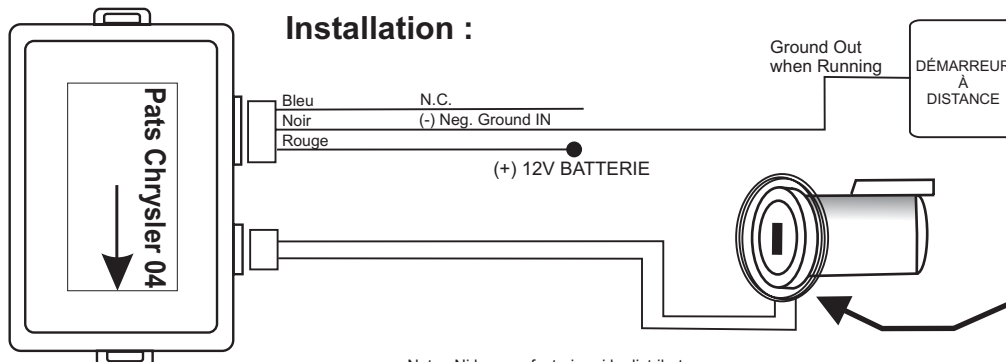 Installation :
Ground Out
when Running
DÉMARREUR
À
DISTANCE
Bleu N.C.
Noir (-) Neg. Ground IN
Rouge
(+) 12V BATTERIE
Pats Chrysler 04